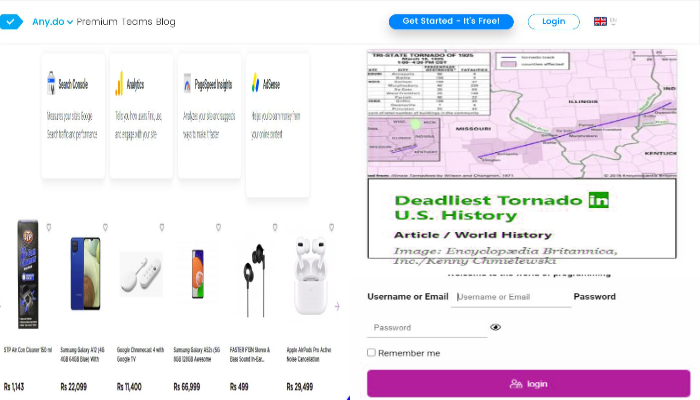 Any.do Premium Teams Blog
Get Started - It's Free!
Login
EN
Search Console
Measures your site's Google
Search traffic and performance
Analytics
Tells you how users find, use,
and engage with your site
PageSpeed Insights
Analyzes your site and suggests
ways to make it faster
AdSense
Helps you earn money from
your online content
STP Air Con Cleaner 150 ml
Rs 1,143
Samsung Galaxy A12 (4G
4GB 64GB Blue) With
Rs 22,099
Google Chromecast 4 with
Google TV
Rs 11,400
Samsung Galaxy A52s (5G
8GB 128GB Awesome
Rs 66,999
FASTER F10N Stereo &
Bass Sound In-Ear...
Rs 499
Apple AirPods Pro Active
Noise Cancellation
Rs 29,499
TRI-STATE TORNADO OF 1925
March 18, 1925
tornado track
counties affected
ILLINOIS
MISSOURI
KENTUCK
Deadliest Tornado in
U.S. History
Article / World History
Image: Encyclopædia Britannica,
Inc./Kenny Chmielewski
Welcome to the world of programming
Username or Email
Username or Email
Password
Password
Remember me
login